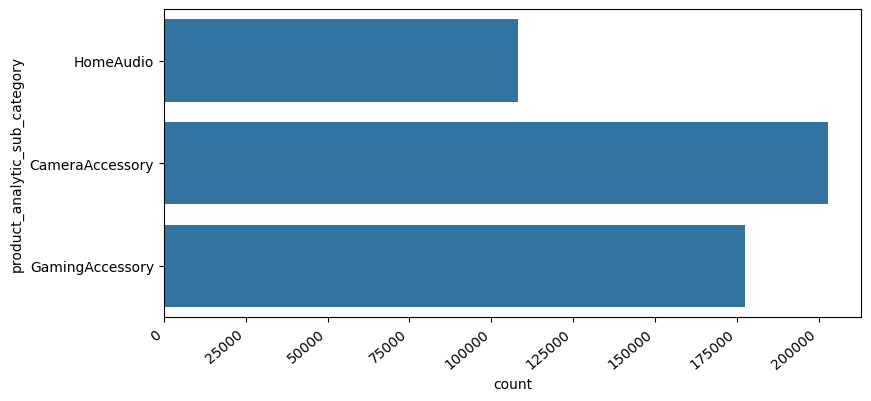 product_analytic_sub_category
HomeAudio
CameraAccessory
GamingAccessory
0
25000
50000
75000
100000
125000
150000
175000
200000
count